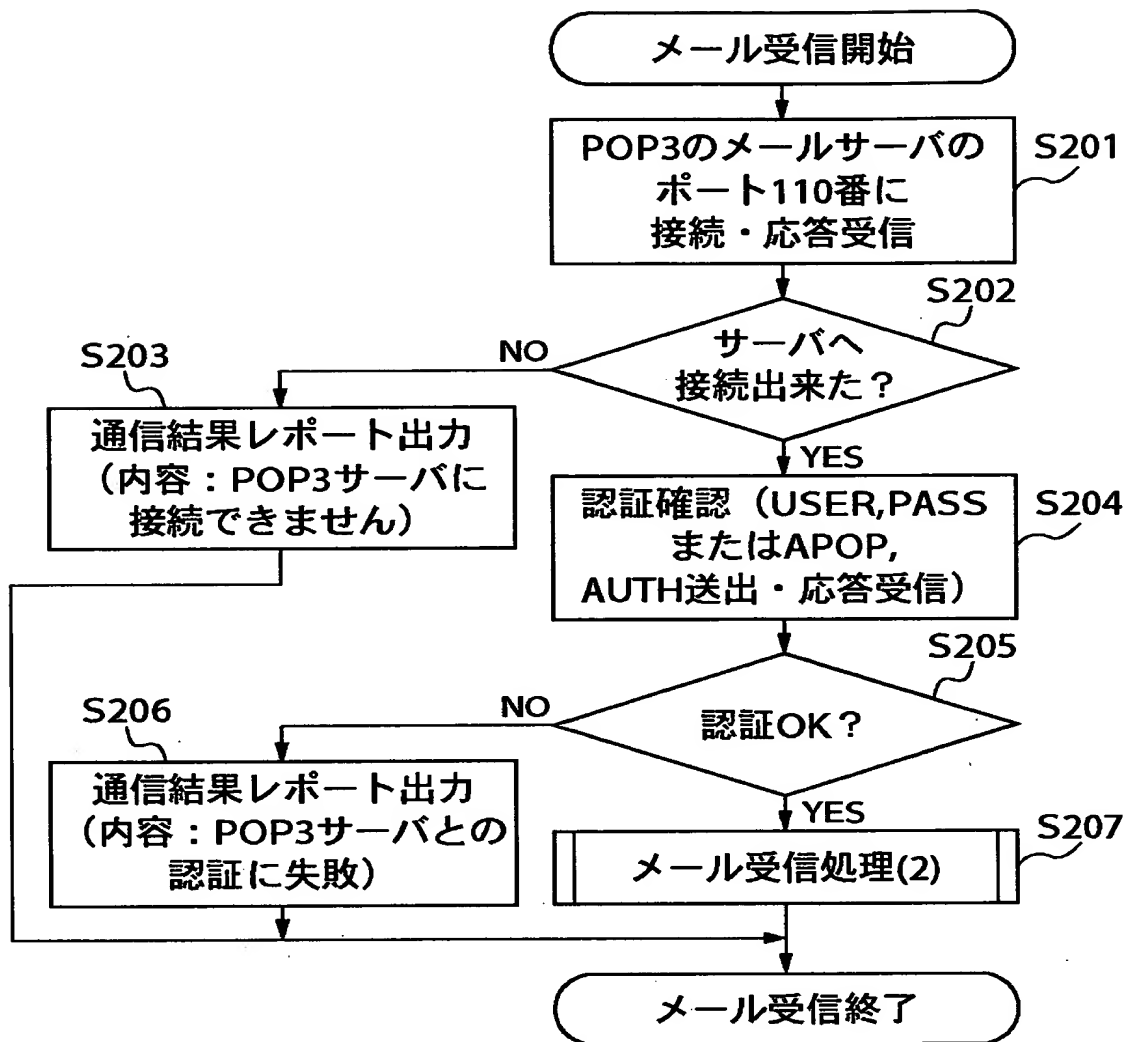 メール受信開始
POP3のメールサーバの
ポート110番に
接続・応答受信
S201
S202
サーバへ
接続出来た？
NO
YES
S203
通信結果レポート出力
（内容：POP3サーバに
接続できません）
認証確認（USER,PASS
またはAPOP,
AUTH送出・応答受信）
S204
S205
認証OK？
NO
YES
S206
通信結果レポート出力
（内容：POP3サーバとの
認証に失敗）
メール受信処理(2)
S207
メール受信終了